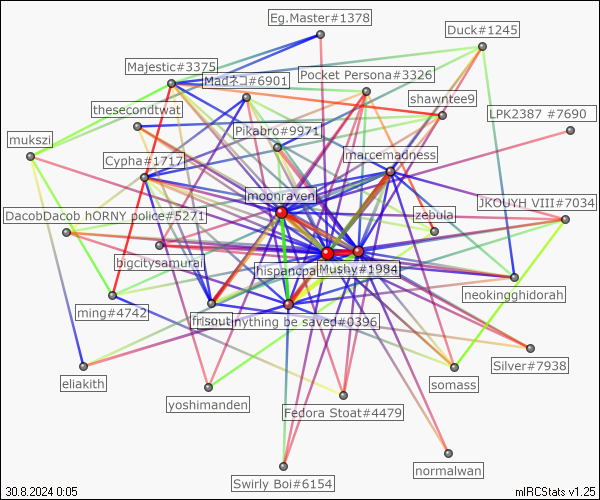 Eg.Master#1378
Duck#1245
Majestic#3375
Madネコ#6901
Pocket Persona#3326
shawntee9
thesecondtwat
LPK2387 #7690
Pikabro#9971
mukszi
Cypha#1717
marcemadness
moonraven
JKOUYH VIII#7034
DacobDacob hORNY police#5271
zebula
bigcitysamurai
Mushy#1984
neokingghidorah
ming#4742
frisout
nything be saved#0396
Silver#7938
eliakith
somass
yoshimanden
Fedora Stoat#4479
normalwan
Swirly Boi#6154
30.8.2024 0:05
mIRCStats v1.25